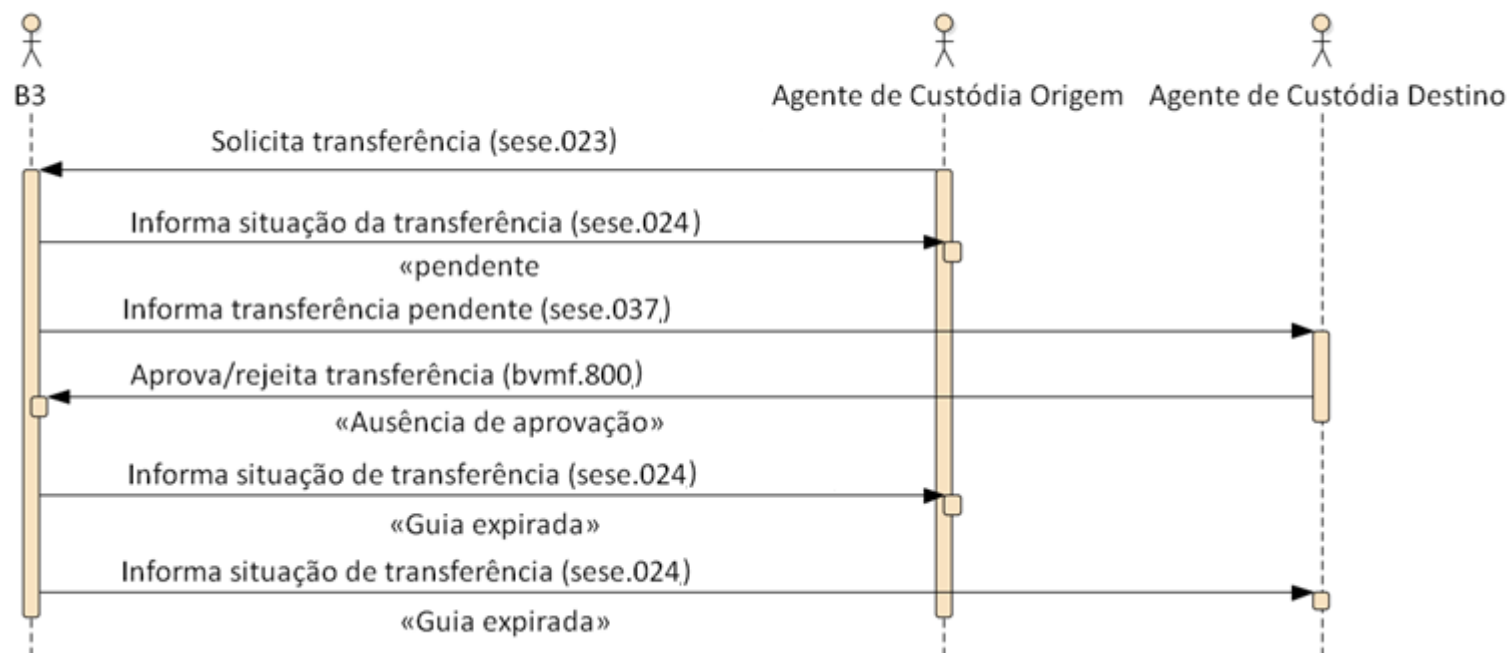 B3
Agente de Custódia Origem
Agente de Custódia Destino
Solicita transferência (sese.023)
Informa situação da transferência (sese.024)
«pendente
Informa transferência pendente (sese.037)
Aprova/rejeita transferência (bvmf.800)
«Ausência de aprovação»
Informa situação de transferência (sese.024)
«Guia expirada»
Informa situação de transferência (sese.024)
«Guia expirada»